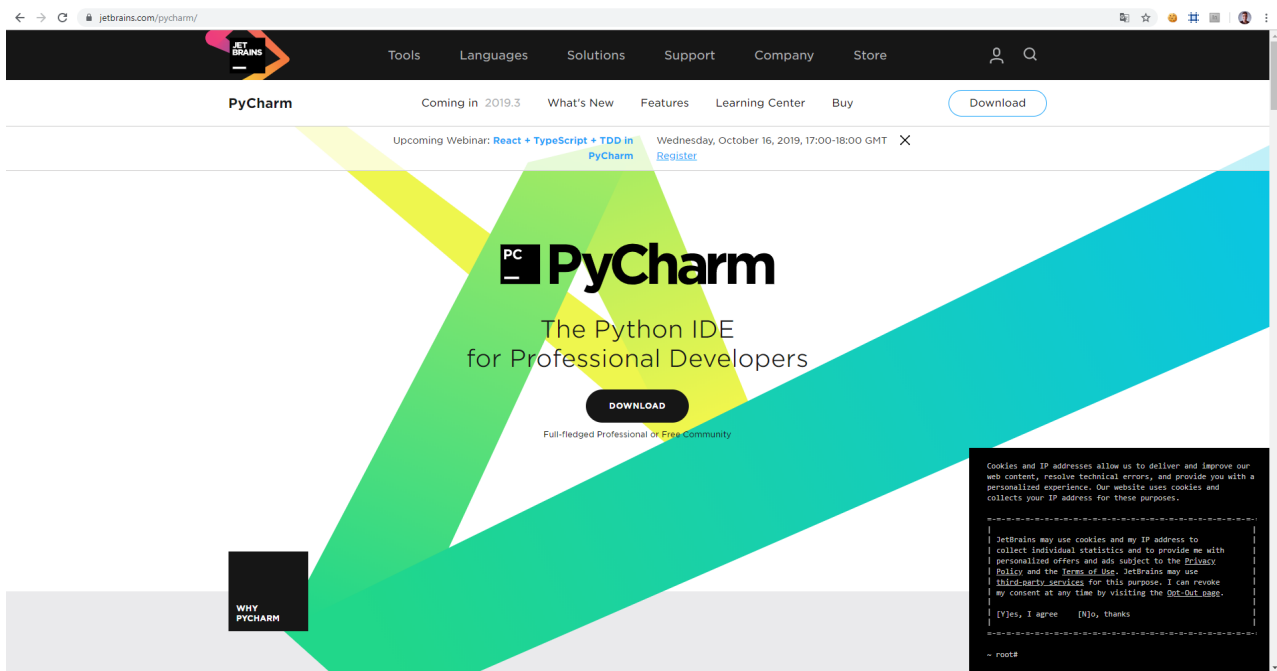 jetbrains.com/pycharm/
JET
BRAINS
Tools Languages Solutions Support Company Store
PyCharm Coming in 2019.3 What's New Features Learning Center Buy Download
Upcoming Webinar: React + TypeScript + TDD in
PyCharm
Wednesday, October 16, 2019, 17:00-18:00 GMT
Register
PC
PyCharm
The Python IDE
for Professional Developers
DOWNLOAD
Full-fledged Professional or Free Community
WHY
PYCHARM
Cookies and IP addresses allow us to deliver and improve our
web content, resolve technical errors, and provide you with a
personalized experience. Our website uses cookies and
collects your IP address for these purposes.
JetBrains may use cookies and my IP address to
collect individual statistics and to provide me with
personalized offers and ads subject to the Privacy
Policy and the Terms of Use. JetBrains may use
third-party services for this purpose. I can revoke
my consent at any time by visiting the Opt-Out page.
[Y]es, I agree [N]o, thanks
~ root#